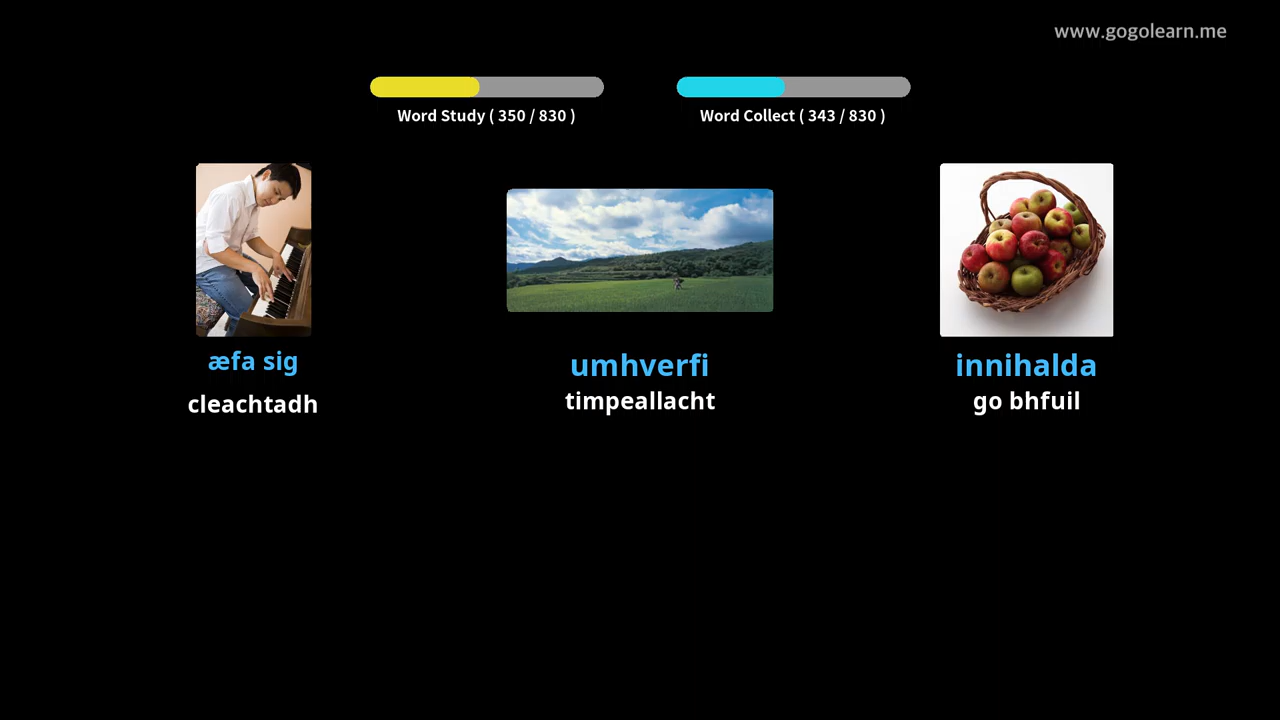 www.gogolearn.me
Word Study ( 350 / 830 )
Word Collect ( 343 / 830 )
æfa sig
cleachtadh
umhverfi
timpeallacht
innihalda
go bhfuil